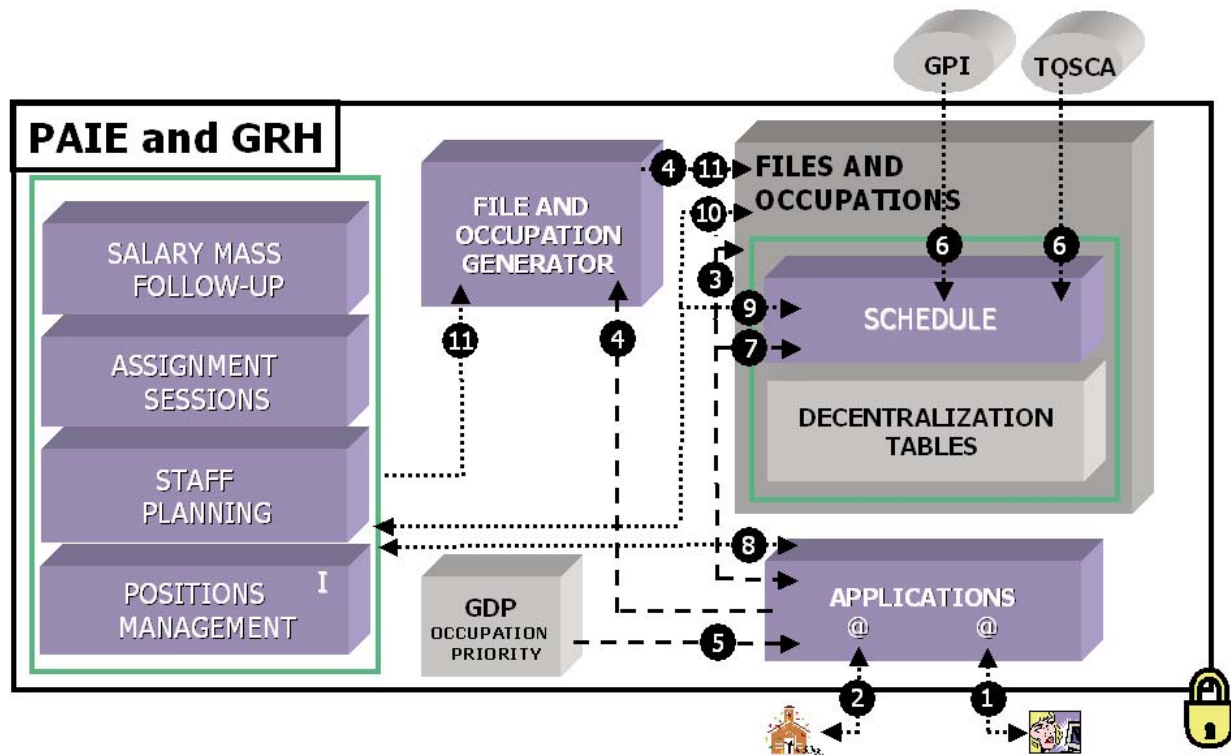 GPI
TOSCA
PAIE and GRH
SALARY MASS
FOLLOW-UP
ASSIGNMENT
SESSIONS
STAFF
PLANNING
POSITIONS
MANAGEMENT
I
FILE AND
OCCUPATION
GENERATOR
4
11
10
3
9
7
11
4
FILES AND
OCCUPATIONS
6
6
SCHEDULE
DECENTRALIZATION
TABLES
8
GDP
OCCUPATION
PRIORITY
5
APPLICATIONS
@ @
2
1